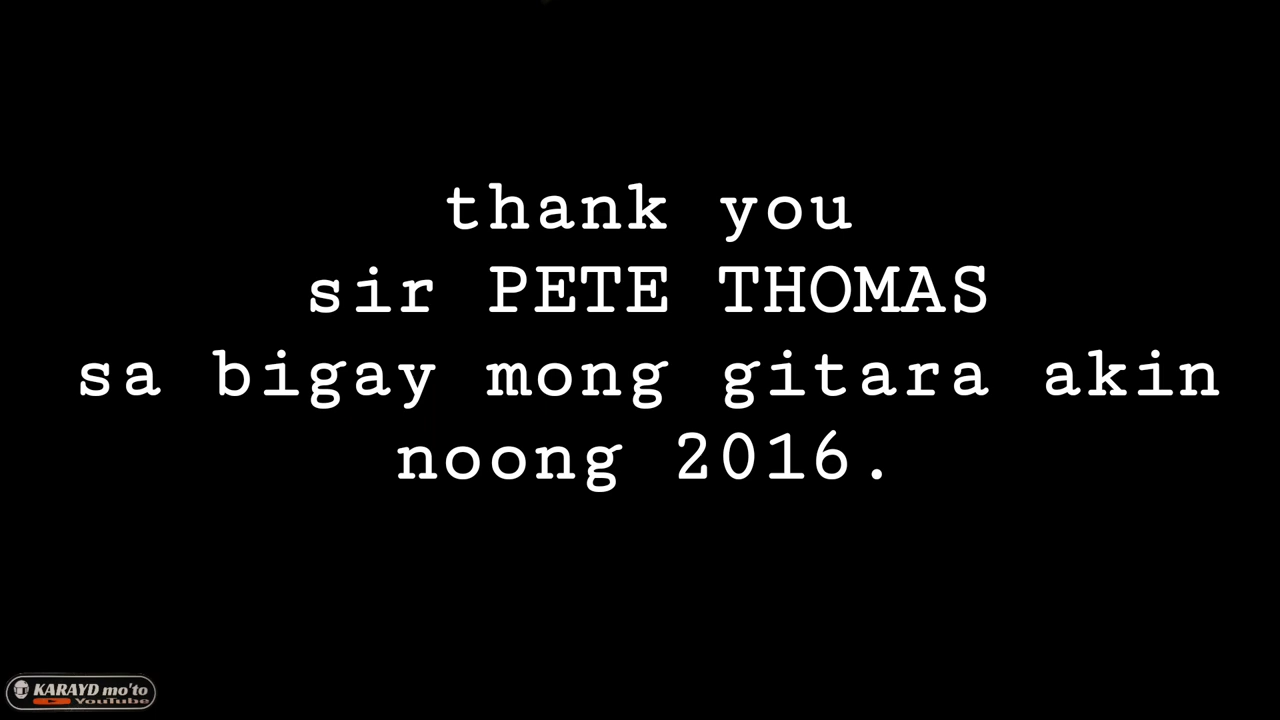 thank you
sir PETE THOMAS
sa bigay mong gitara akin
noong 2016.
KARAYD mo'to
YouTube